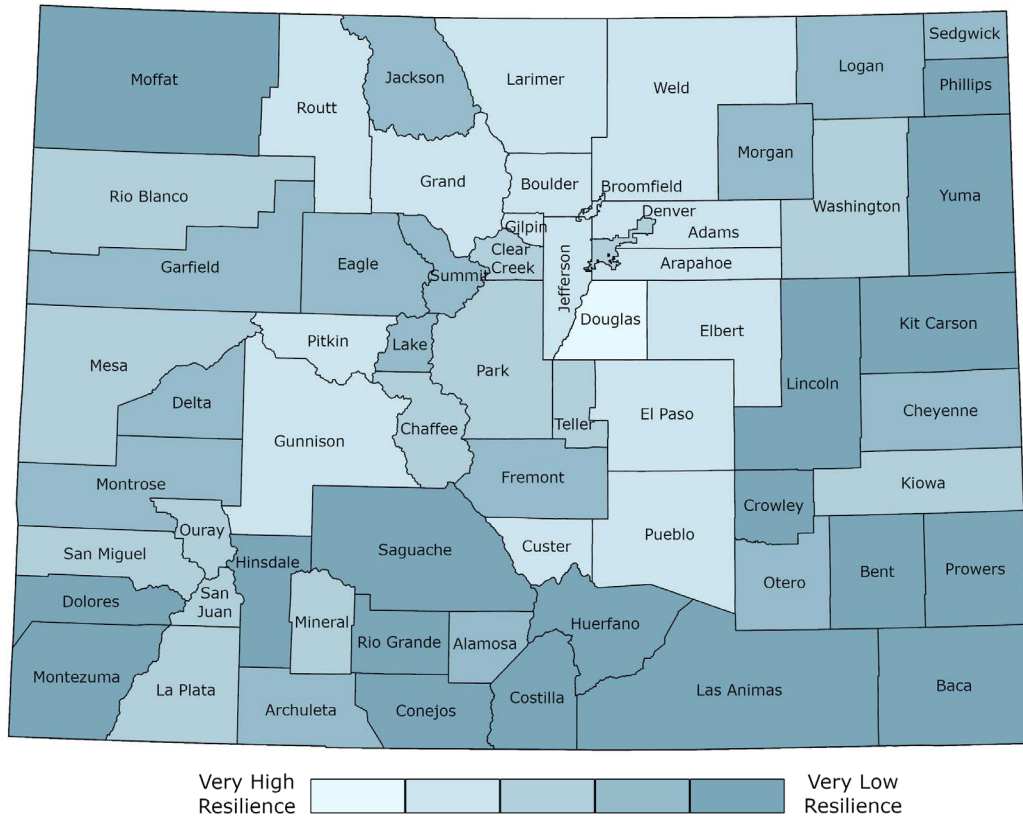 Sedgwick
Moffat
Jackson
Larimer
Logan
Phillips
Routt
Weld
Morgan
Grand
Boulder
Rio Blanco
Broomfield
Yuma
Washington
Denver
Gilpin
Adams
Clear
Creek
Garfield
Eagle
Summit
Jefferson
Arapahoe
Douglas
Elbert
Kit Carson
Pitkin
Lake
Mesa
Park
Lincoln
Delta
Cheyenne
El Paso
Chaffee
Teller
Gunnison
Fremont
Montrose
Kiowa
Crowley
Ouray
San Miguel
Saguache
Custer
Pueblo
Hinsdale
Otero
Bent
Prowers
Dolores
San
Juan
Mineral
Huerfano
Rio Grande
Alamosa
Montezuma
La Plata
Archuleta
Conejos
Costilla
Las Animas
Baca
Very High
Resilience
Very Low
Resilience